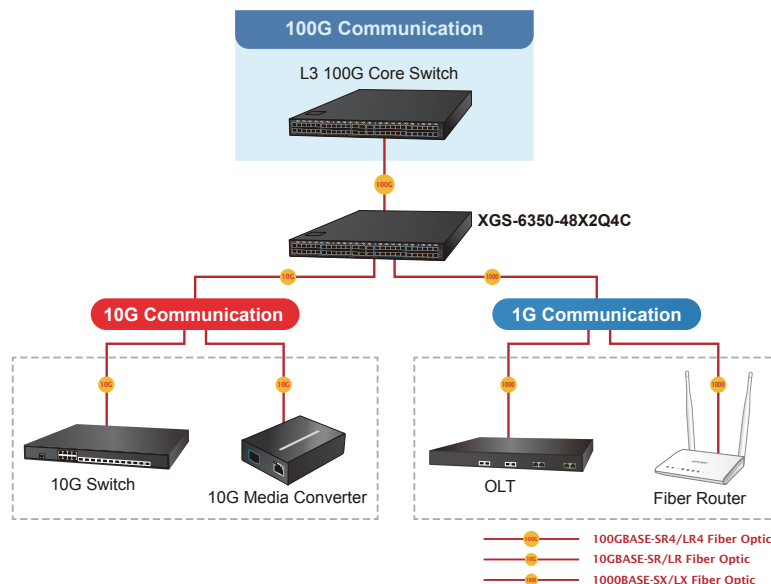 100G Communication
L3 100G Core Switch
100G
XGS-6350-48X2Q4C
10G
1000
10G Communication
1G Communication
10G
10G
1000
1000
10G Switch
10G Media Converter
OLT
Fiber Router
100G 100GBASE-SR4/LR4 Fiber Optic
10G 10GBASE-SR/LR Fiber Optic
1000 1000BASE-SX/LX Fiber Optic